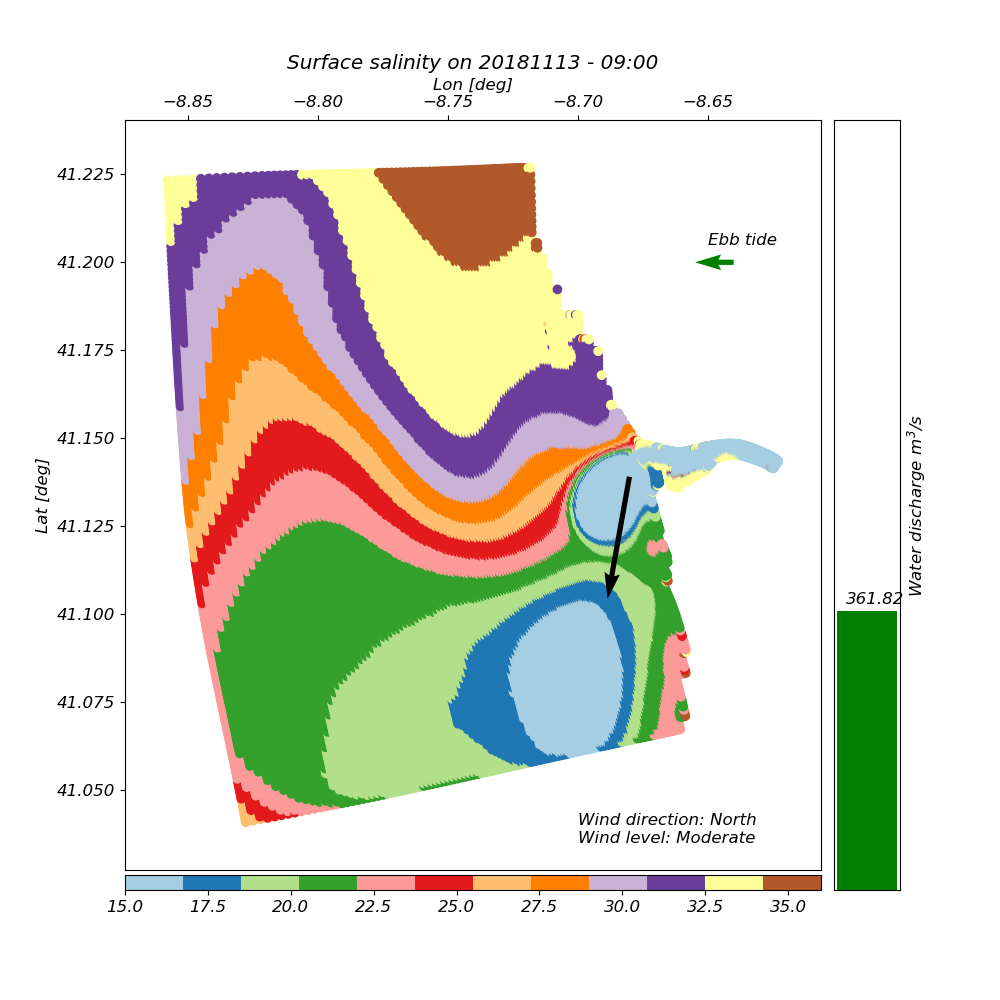 Surface salinity on 20181113 - 09:00
Lon [deg]
−8.85 −8.80 −8.75 −8.70 −8.65
41.225
41.200
41.175
41.150
41.125
41.100
41.075
41.050
Lat [deg]
Ebb tide
Wind direction: North
Wind level: Moderate
361.82
Water discharge m³/s
15.0 17.5 20.0 22.5 25.0 27.5 30.0 32.5 35.0